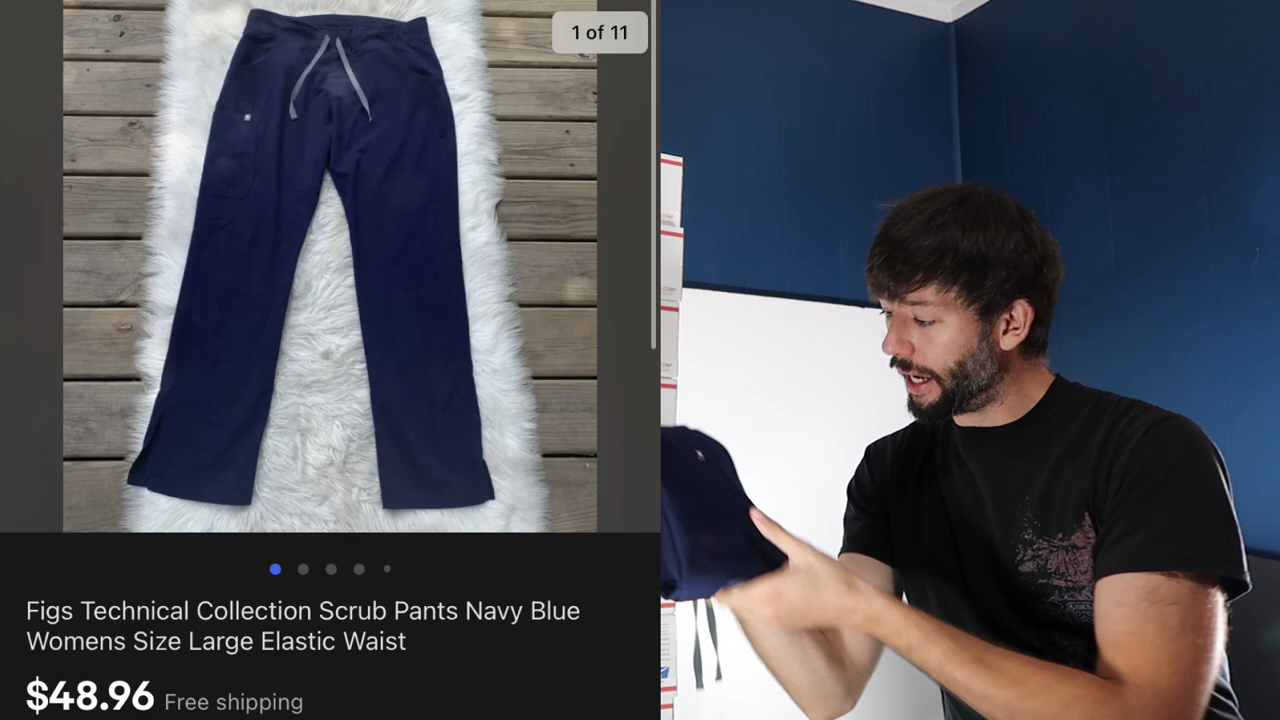 1 of 11
Figs Technical Collection Scrub Pants Navy Blue
Womens Size Large Elastic Waist
$48.96 Free shipping